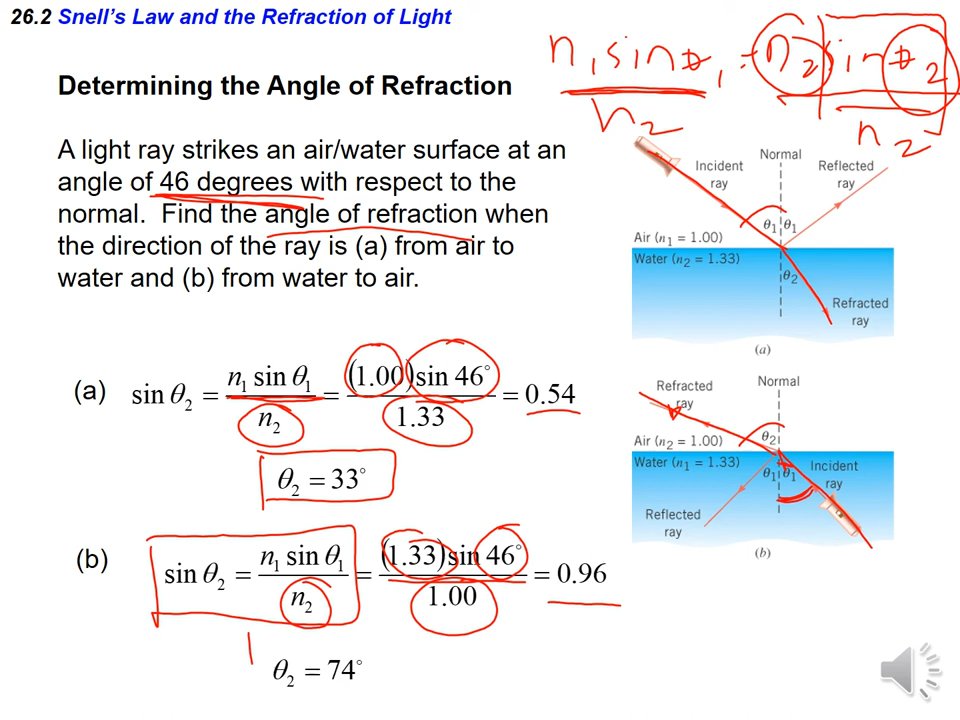 26.2 Snell's Law and the Refraction of Light
n₁ sin θ₁ = n₂ sin θ₂
n₂ n₂
Determining the Angle of Refraction
A light ray strikes an air/water surface at an
angle of 46 degrees with respect to the
normal. Find the angle of refraction when
the direction of the ray is (a) from air to
water and (b) from water to air.
Normal
Incident
ray
Reflected
ray
θ₁ θ₁
Air (n₁ = 1.00)
Water (n₂ = 1.33)
θ₂
Refracted
ray
(a)
(a) sin θ₂ = n₁ sin θ₁ / n₂ = (1.00) sin 46° / 1.33 = 0.54
θ₂ = 33°
Refracted
ray
Normal
Air (n₂ = 1.00)
θ₂
Water (n₁ = 1.33)
θ₁ θ₁
Incident
ray
Reflected
ray
(b)
(b) sin θ₂ = n₁ sin θ₁ / n₂ = (1.33) sin 46° / 1.00 = 0.96
θ₂ = 74°